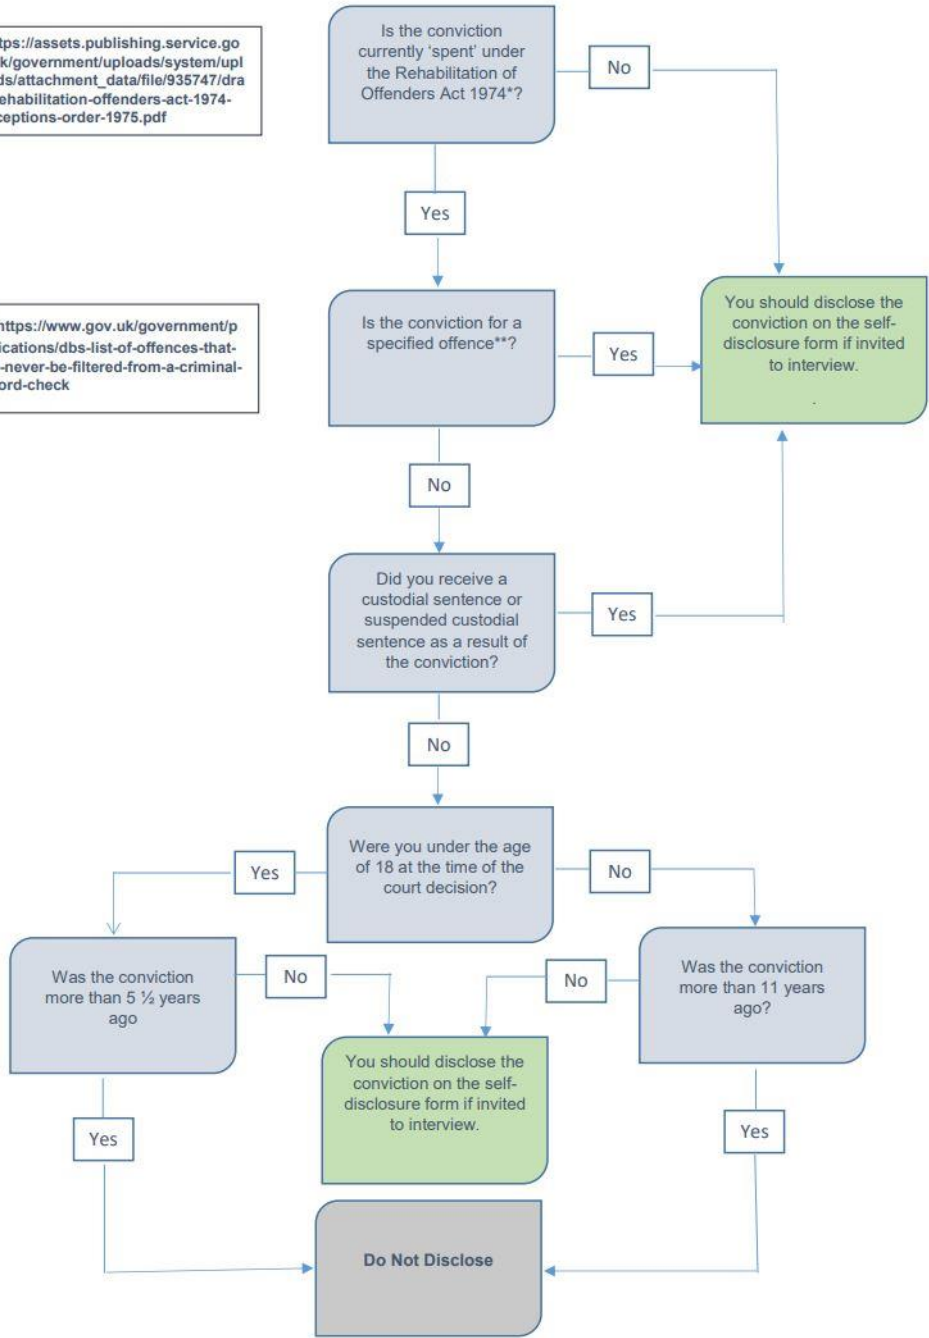 tps://assets.publishing.service.go
k/government/uploads/system/upl
ds/attachment_data/file/935747/dra
ehabilitation-offenders-act-1974-
ceptions-order-1975.pdf
Is the conviction
currently ‘spent’ under
the Rehabilitation of
Offenders Act 1974*?
No
Yes
https://www.gov.uk/government/p
ications/dbs-list-of-offences-that-
-never-be-filtered-from-a-criminal-
ord-check
Is the conviction for a
specified offence**?
Yes
You should disclose the
conviction on the self-
disclosure form if invited
to interview.
.
No
Did you receive a
custodial sentence or
suspended custodial
sentence as a result of
the conviction?
Yes
No
Were you under the age
of 18 at the time of the
court decision?
Yes
No
Was the conviction
more than 5 ½ years
ago
No
No
Was the conviction
more than 11 years
ago?
You should disclose the
conviction on the self-
disclosure form if invited
to interview.
Yes
Yes
Do Not Disclose